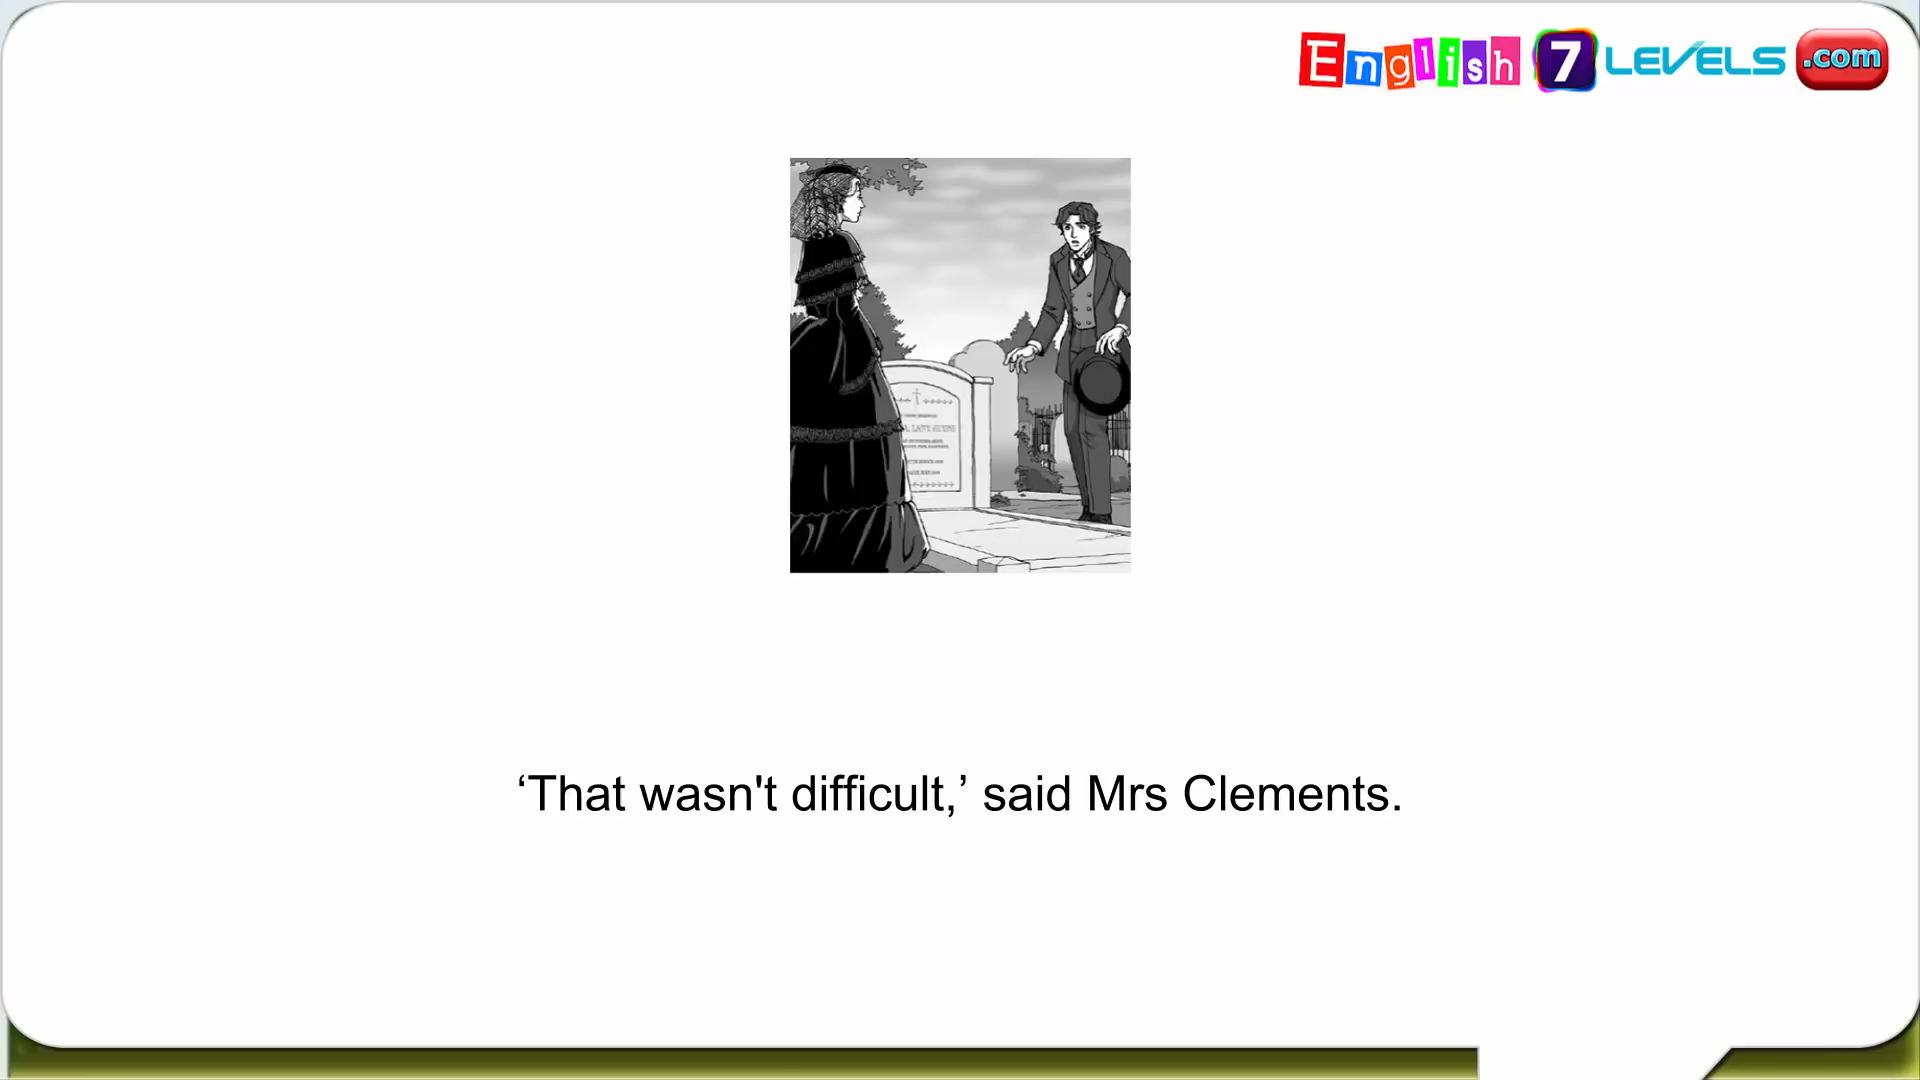 English 7 LEVELS .com
‘That wasn't difficult,’ said Mrs Clements.